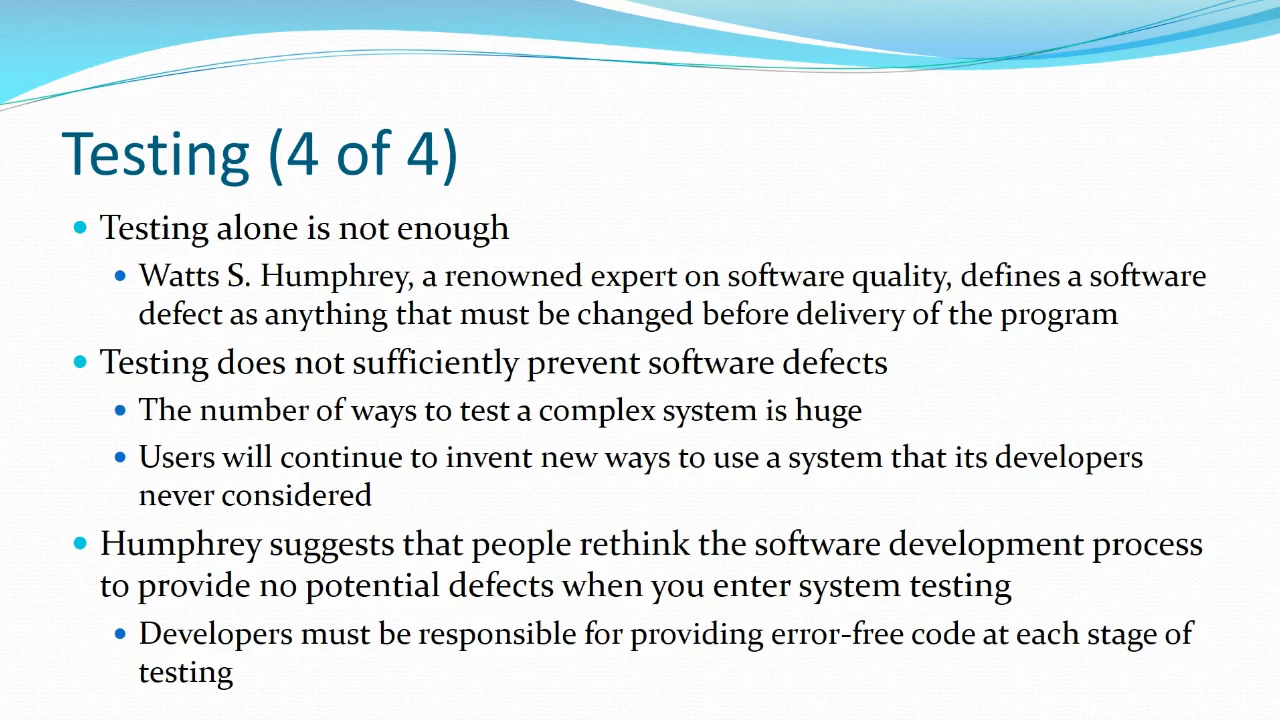 Testing (4 of 4)
• Testing alone is not enough
• Watts S. Humphrey, a renowned expert on software quality, defines a software
defect as anything that must be changed before delivery of the program
• Testing does not sufficiently prevent software defects
• The number of ways to test a complex system is huge
• Users will continue to invent new ways to use a system that its developers
never considered
• Humphrey suggests that people rethink the software development process
to provide no potential defects when you enter system testing
• Developers must be responsible for providing error-free code at each stage of
testing